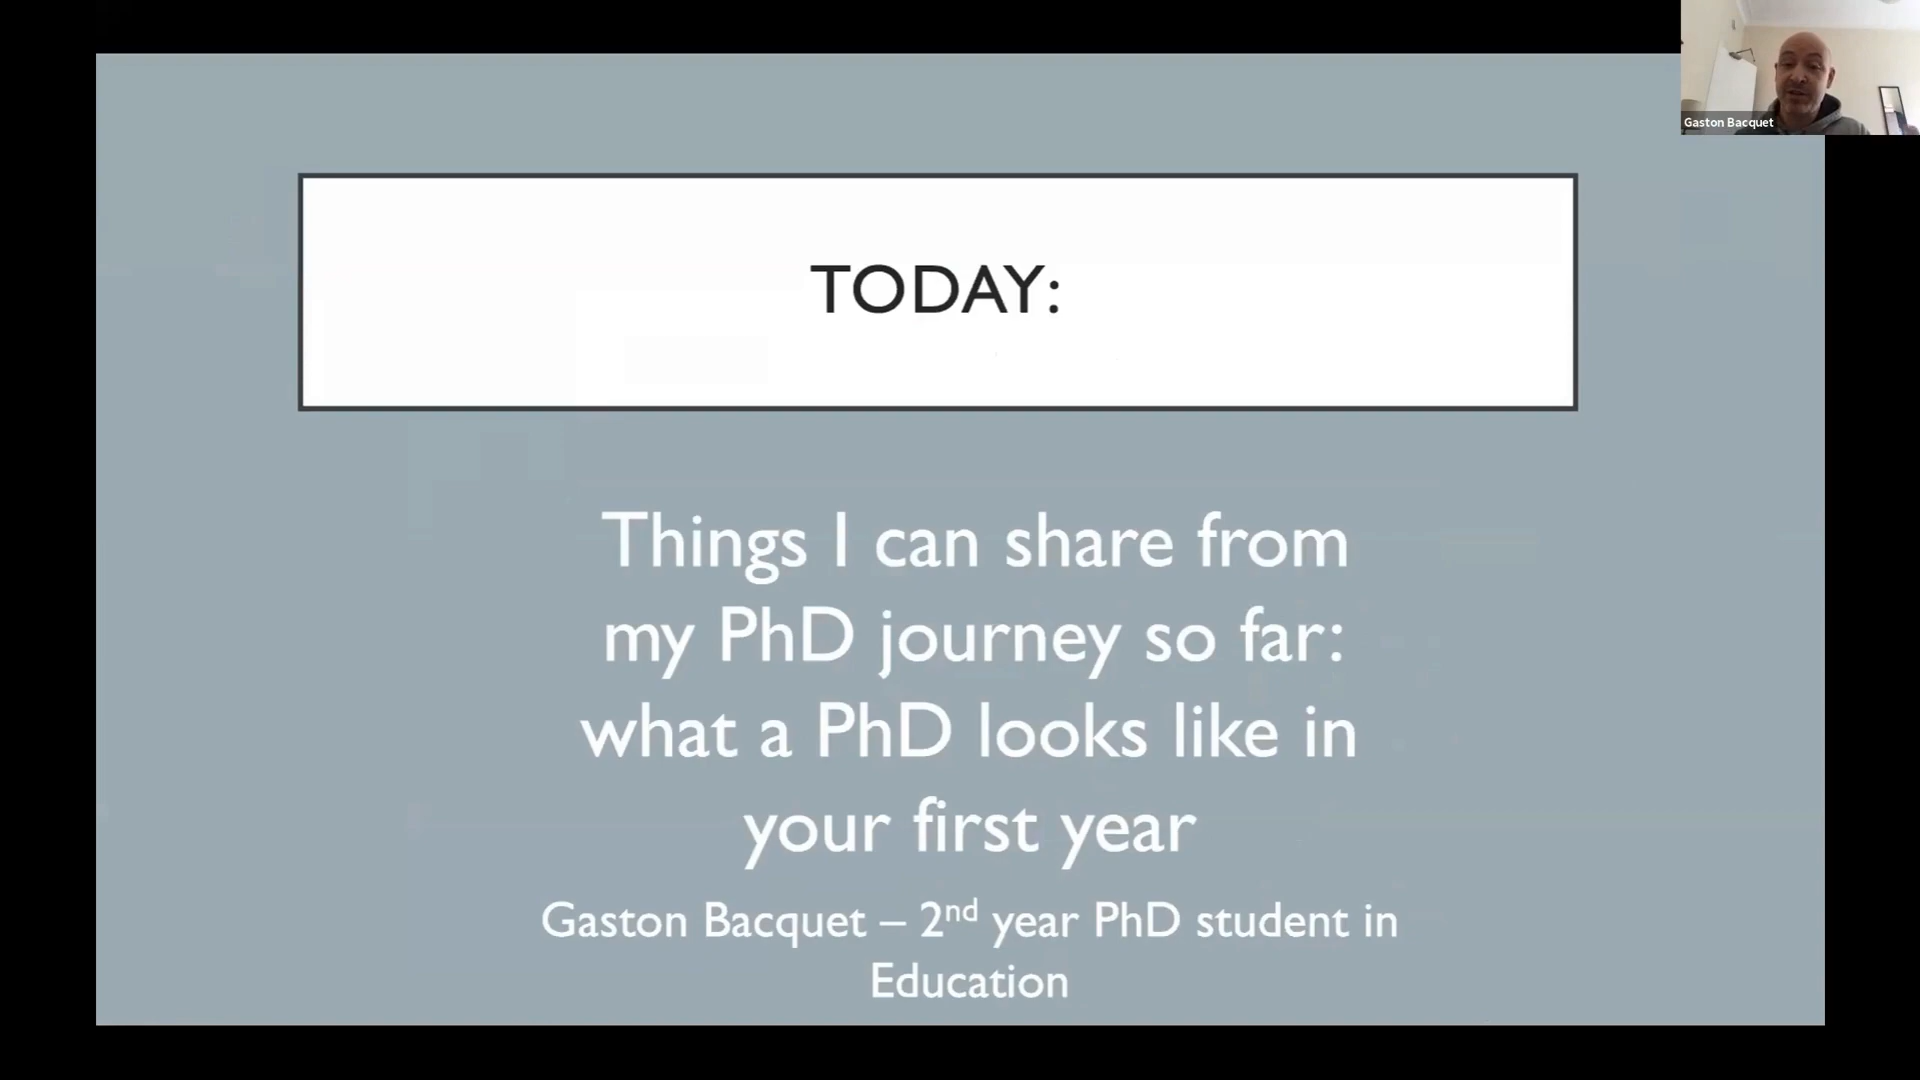 Gaston Bacquet
TODAY:
Things I can share from
my PhD journey so far:
what a PhD looks like in
your first year
Gaston Bacquet – 2nd year PhD student in
Education